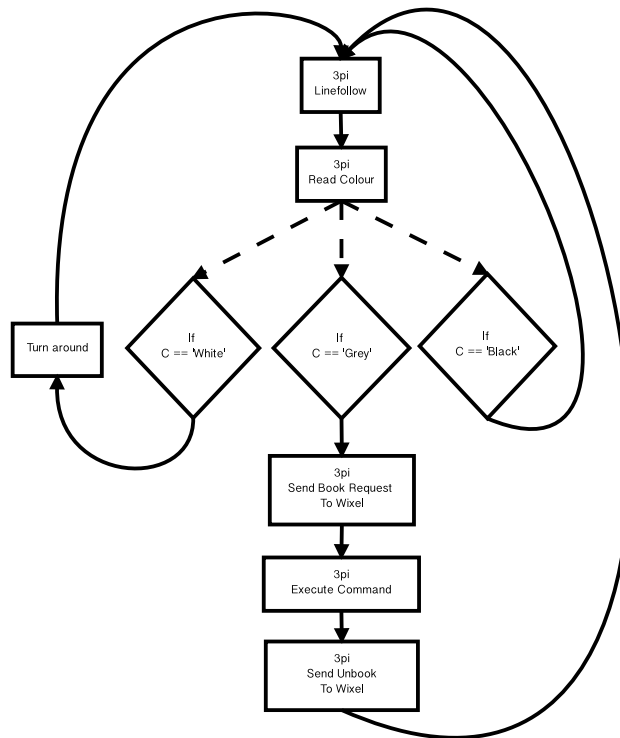 3pi
Linefollow
3pi
Read Colour
Turn around
If
C == 'White'
If
C == 'Grey'
If
C == 'Black'
3pi
Send Book Request
To Wixel
3pi
Execute Command
3pi
Send Unbook
To Wixel